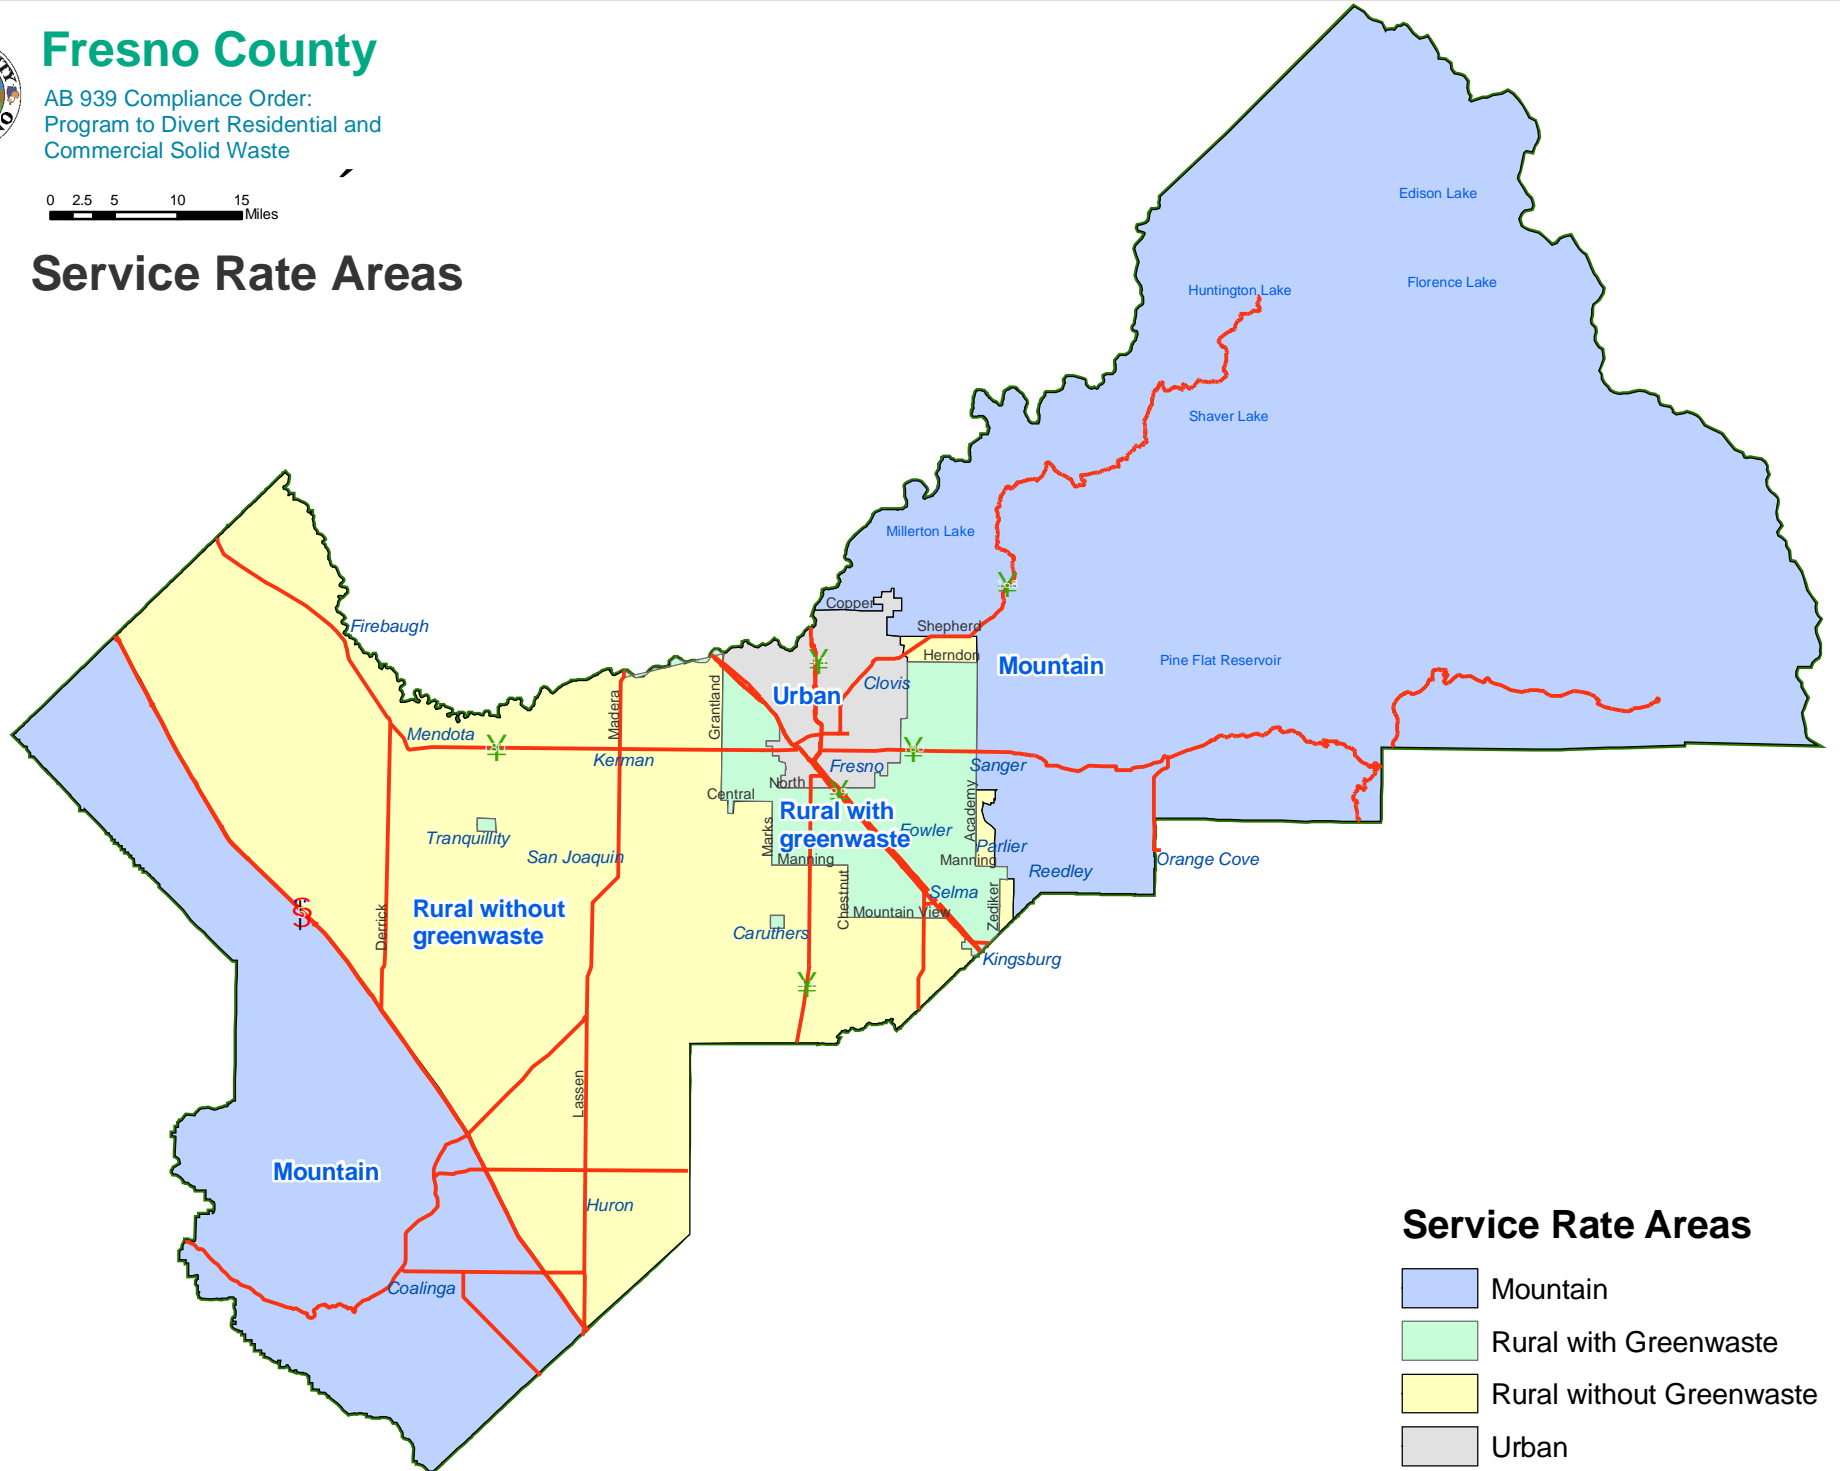 Fresno County
AB 939 Compliance Order:
Program to Divert Residential and
Commercial Solid Waste
0 2.5 5 10 15
Miles
Service Rate Areas
Edison Lake
Florence Lake
Huntington Lake
Shaver Lake
Millerton Lake
Copper
Shepherd
Herndon
Mountain
Pine Flat Reservoir
Firebaugh
Clovis
Urban
Grantland
Madera
Mendota
Kerman
Fresno
Sanger
North
Central
Rural with
greenwaste
Academy
Marks
Fowler
Parlier
Tranquillity
San Joaquin
Manning
Manning
Orange Cove
Reedley
Selma
Chestnut
Zediker
Mountain View
Derrick
Rural without
greenwaste
Caruthers
Kingsburg
Lassen
Mountain
Huron
Coalinga
Service Rate Areas
Mountain
Rural with Greenwaste
Rural without Greenwaste
Urban